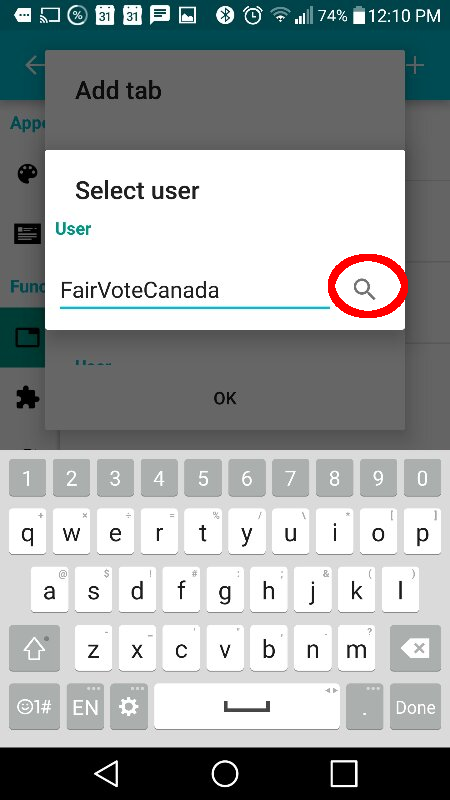 31 31 74% 12:10 PM
Add tab
Appe
Select user
User
FairVoteCanada
Func
User
OK
1 2 3 4 5 6 7 8 9 0
q w e r t y u i o p
a s d f g h j k l
z x c v b n m
1# EN . Done